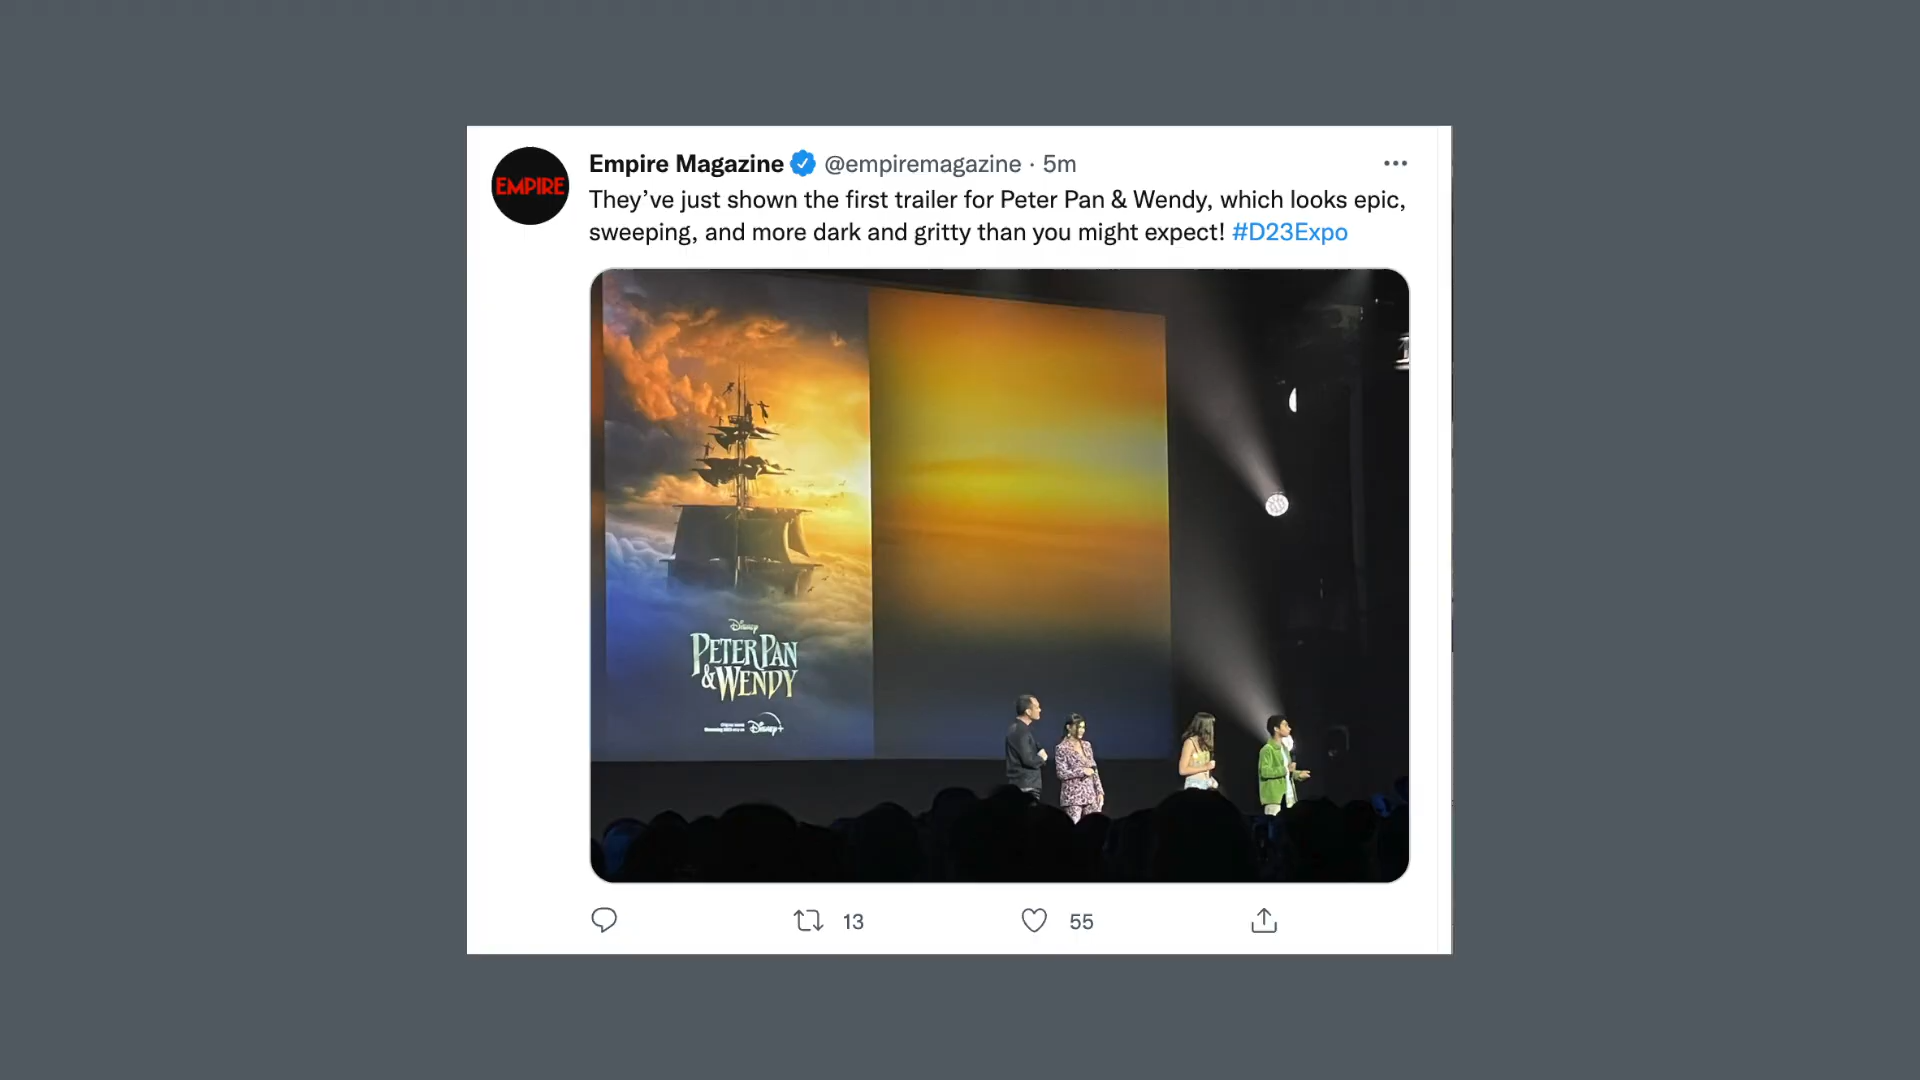 EMPIRE
Empire Magazine @empiremagazine · 5m
They’ve just shown the first trailer for Peter Pan & Wendy, which looks epic,
sweeping, and more dark and gritty than you might expect! #D23Expo
Disney
PETER PAN
& WENDY
Disney+
13 55